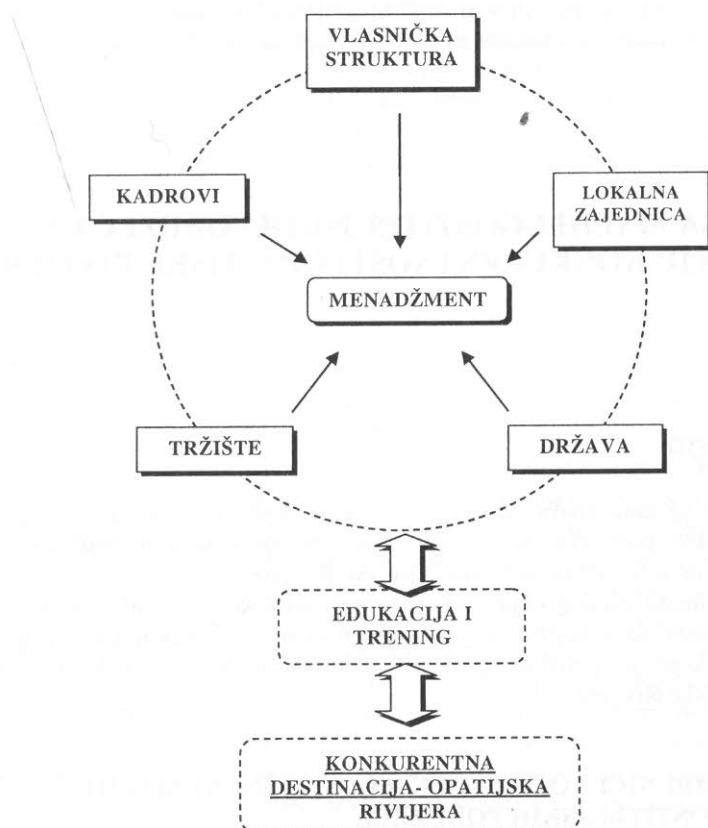 VLASNIČKA
STRUKTURA
KADROVI
LOKALNA
ZAJEDNICA
MENADŽMENT
TRŽIŠTE
DRŽAVA
EDUKACIJA I
TRENING
KONKURENTNA
DESTINACIJA- OPATIJSKA
RIVIJERA